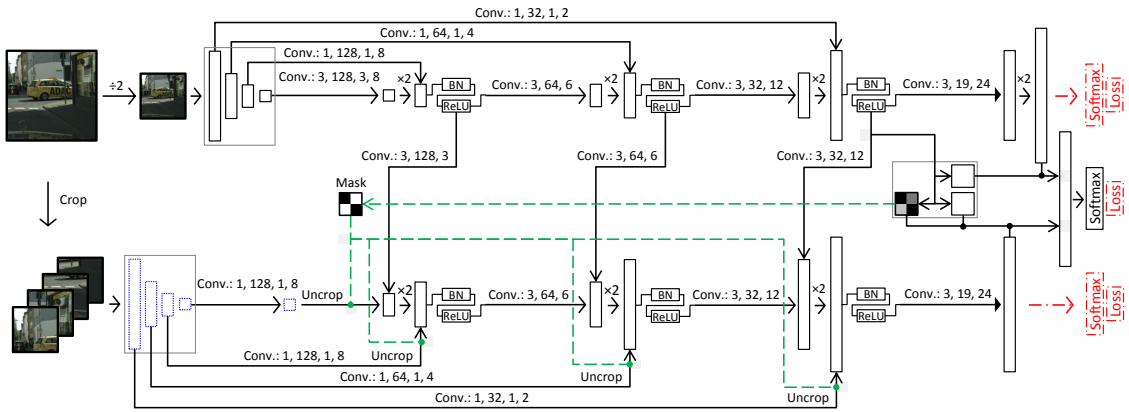 Conv.: 1, 32, 1, 2
Conv.: 1, 64, 1, 4
Conv.: 1, 128, 1, 8
Conv.: 3, 128, 3, 8
÷2
×2
BN
ReLU
Conv.: 3, 64, 6
×2
BN
ReLU
Conv.: 3, 32, 12
×2
BN
ReLU
Conv.: 3, 19, 24
×2
Softmax
Loss
Conv.: 3, 128, 3
Conv.: 3, 64, 6
Conv.: 3, 32, 12
Crop
Mask
Softmax
Loss
Conv.: 1, 128, 1, 8
Uncrop
×2
BN
ReLU
Conv.: 3, 64, 6
×2
BN
ReLU
Conv.: 3, 32, 12
×2
BN
ReLU
Conv.: 3, 19, 24
Softmax
Loss
Conv.: 1, 128, 1, 8
Uncrop
Conv.: 1, 64, 1, 4
Uncrop
Conv.: 1, 32, 1, 2
Uncrop